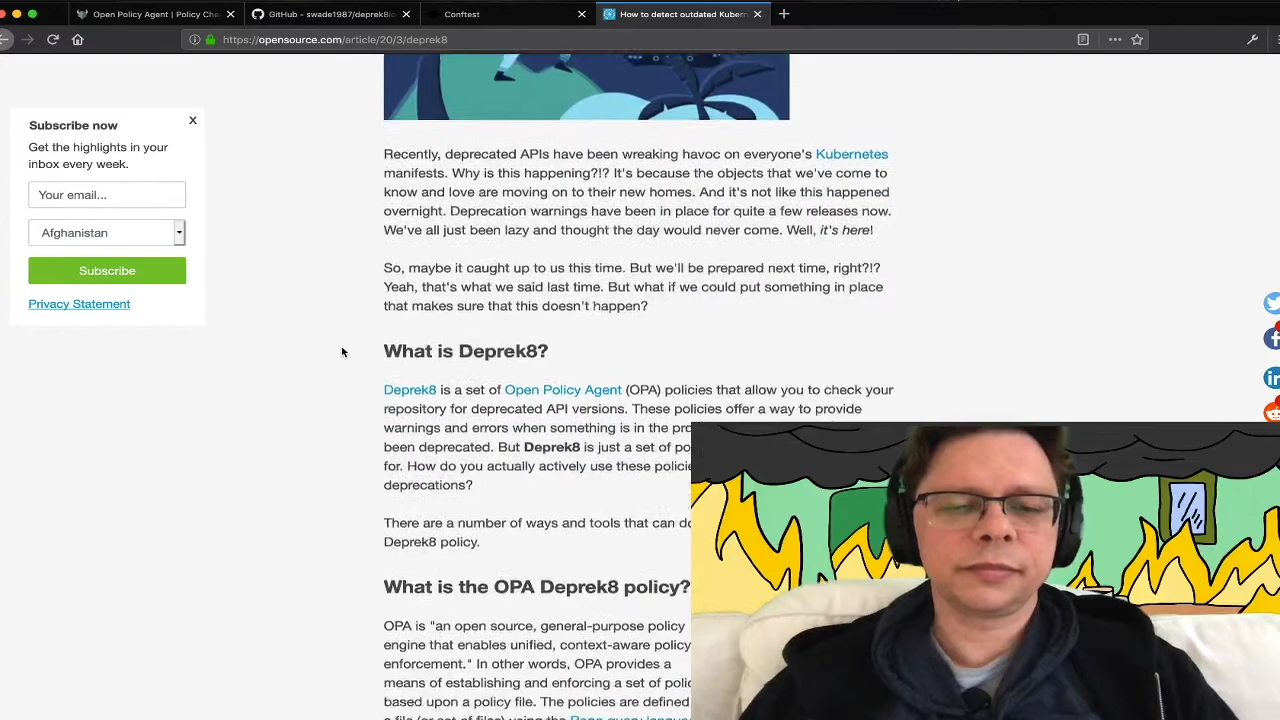 Open Policy Agent | Policy Che
GitHub - swade1987/deprek8
Conftest
How to detect outdated Kubern
https://opensource.com/article/20/3/deprek8
Subscribe now
X
Get the highlights in your
inbox every week.
Your email...
Afghanistan
Subscribe
Privacy Statement
Recently, deprecated APIs have been wreaking havoc on everyone's Kubernetes
manifests. Why is this happening?!? It's because the objects that we've come to
know and love are moving on to their new homes. And it's not like this happened
overnight. Deprecation warnings have been in place for quite a few releases now.
We've all just been lazy and thought the day would never come. Well, it's here!
So, maybe it caught up to us this time. But we'll be prepared next time, right?!?
Yeah, that's what we said last time. But what if we could put something in place
that makes sure that this doesn't happen?
What is Deprek8?
Deprek8 is a set of Open Policy Agent (OPA) policies that allow you to check your
repository for deprecated API versions. These policies offer a way to provide
warnings and errors when something is in the pro
been deprecated. But Deprek8 is just a set of po
for. How do you actually actively use these policie
deprecations?
There are a number of ways and tools that can do
Deprek8 policy.
What is the OPA Deprek8 policy?
OPA is "an open source, general-purpose policy
engine that enables unified, context-aware policy
enforcement." In other words, OPA provides a
means of establishing and enforcing a set of polic
based upon a policy file. The policies are defined
a file (or set of files) using the Rego query languag